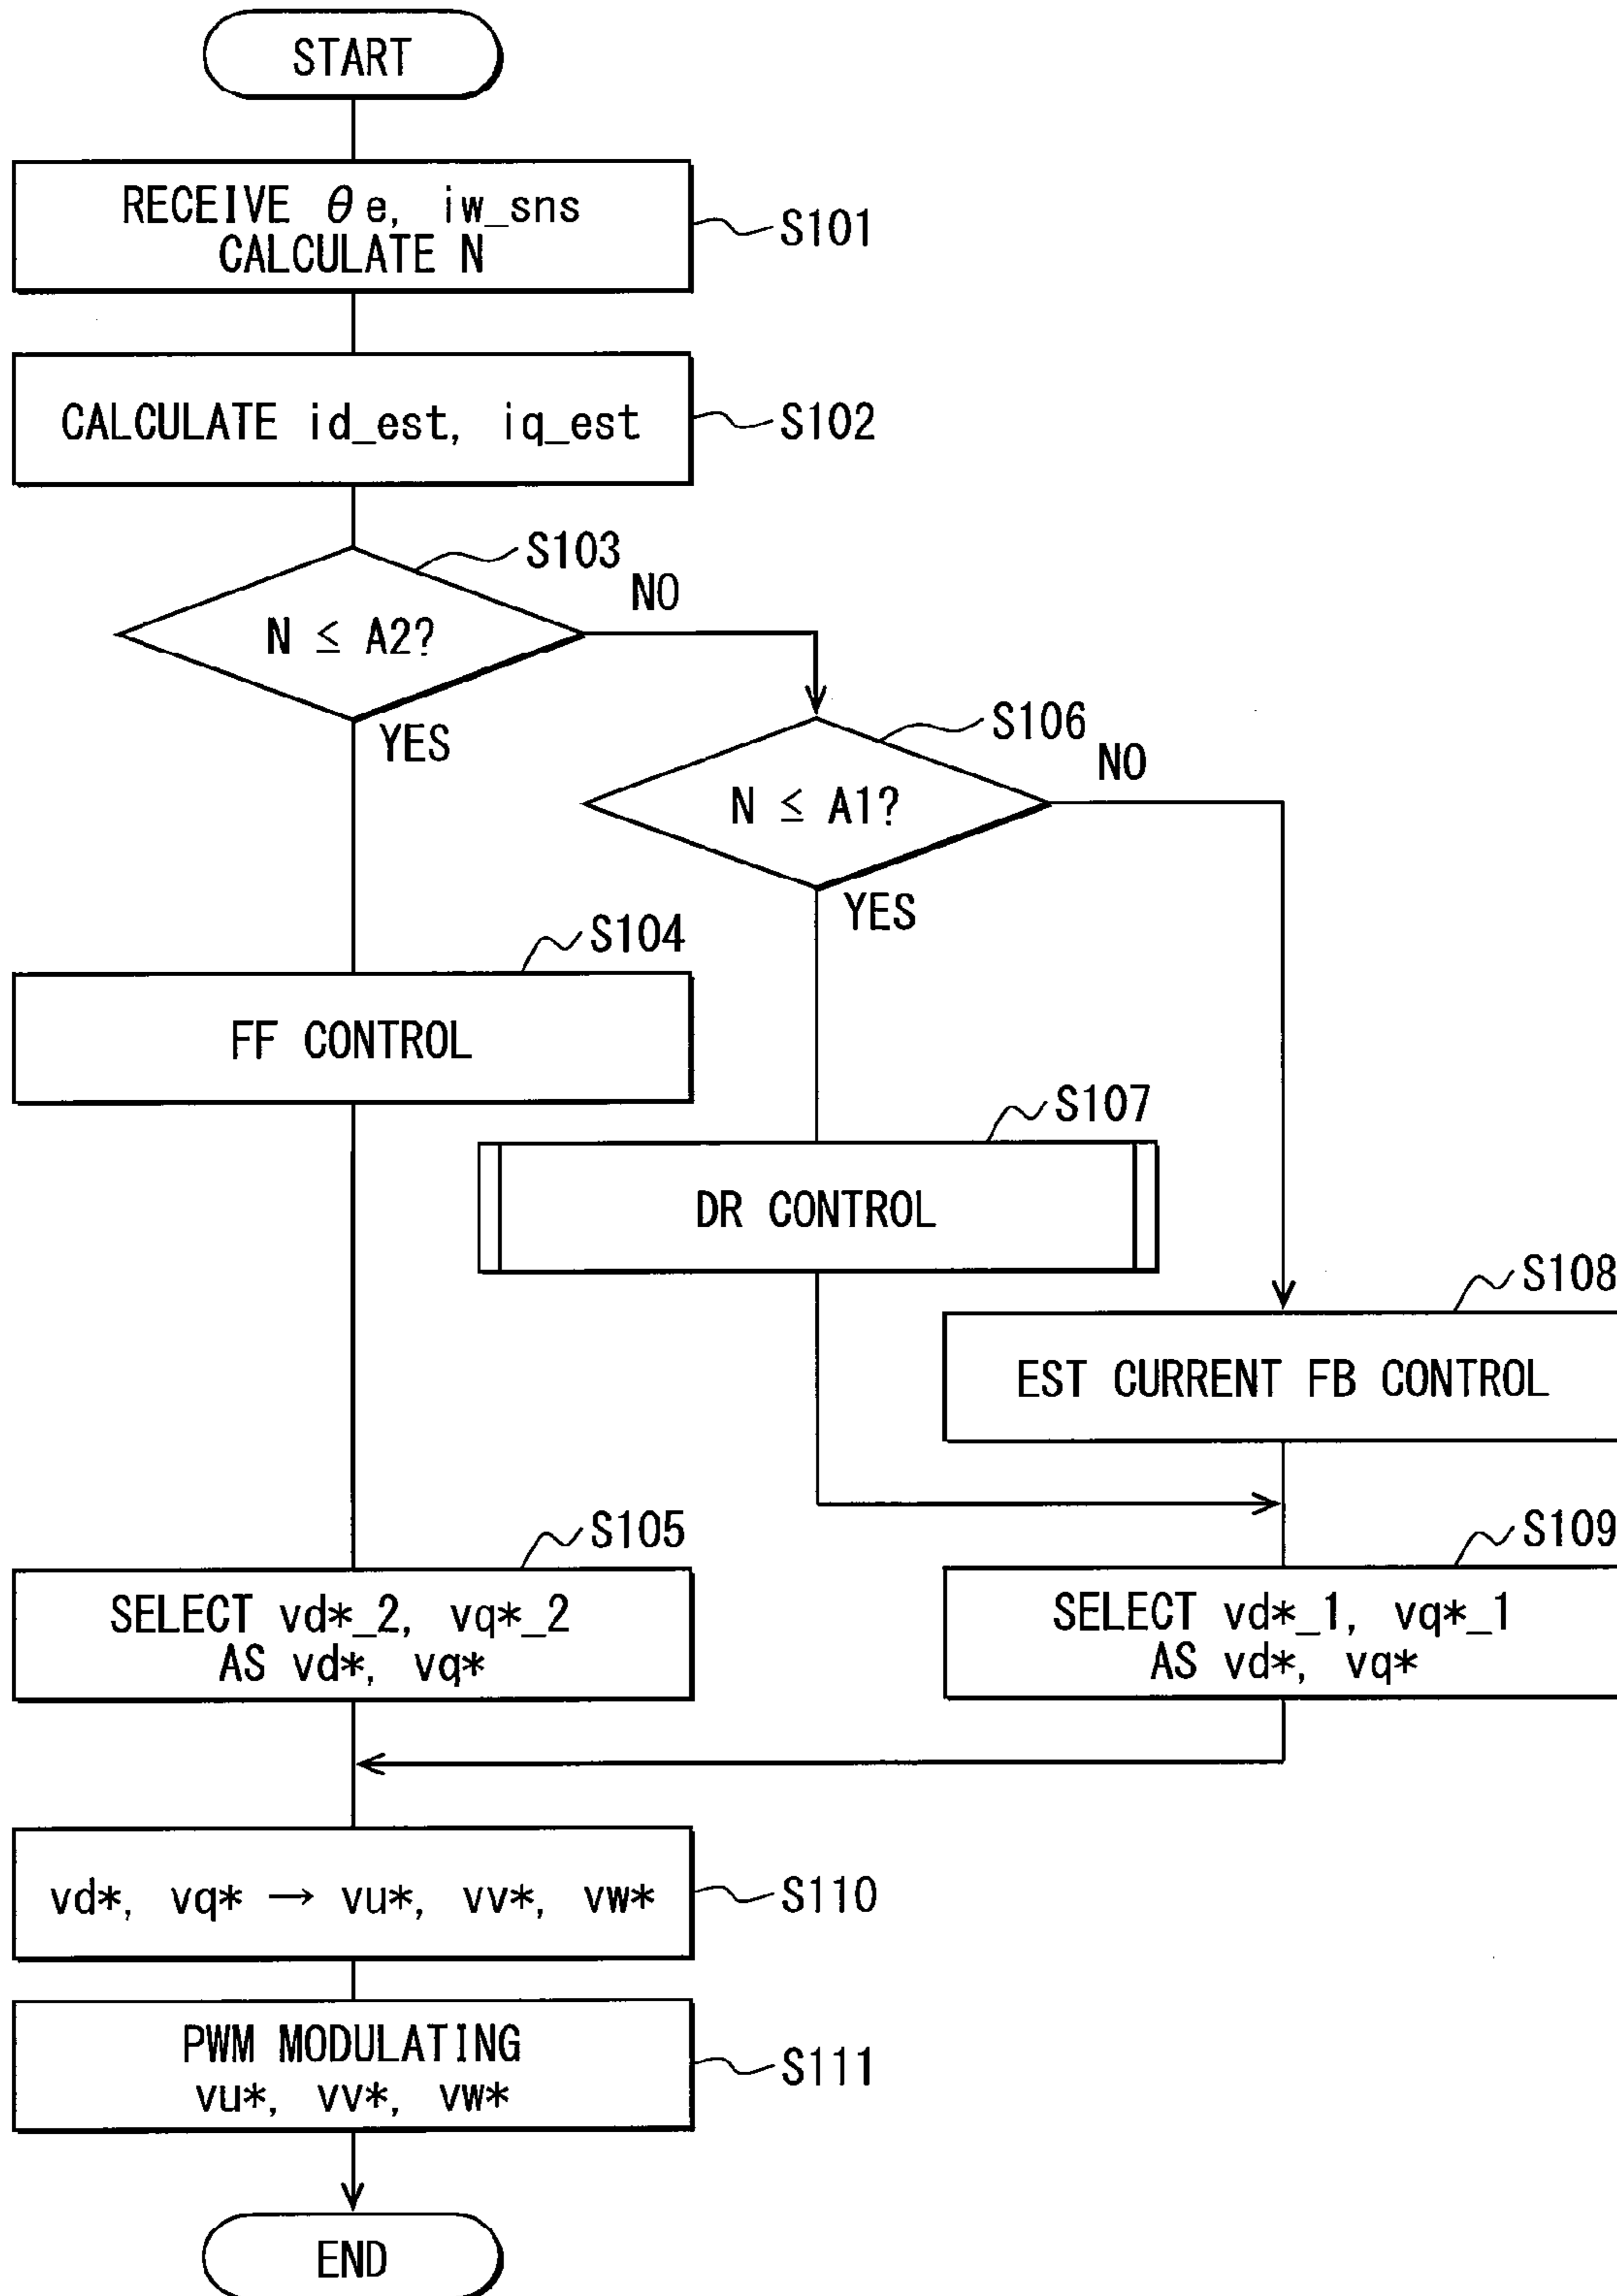 START
RECEIVE θe, iw_sns
CALCULATE N
S101
CALCULATE id_est, iq_est
S102
S103
N ≤ A2?
NO
YES
S106
N ≤ A1?
NO
YES
S104
FF CONTROL
S107
DR CONTROL
S108
EST CURRENT FB CONTROL
S105
SELECT vd*_2, vq*_2
AS vd*, vq*
S109
SELECT vd*_1, vq*_1
AS vd*, vq*
vd*, vq* → vu*, vv*, vw*
S110
PWM MODULATING
vu*, vv*, vw*
S111
END